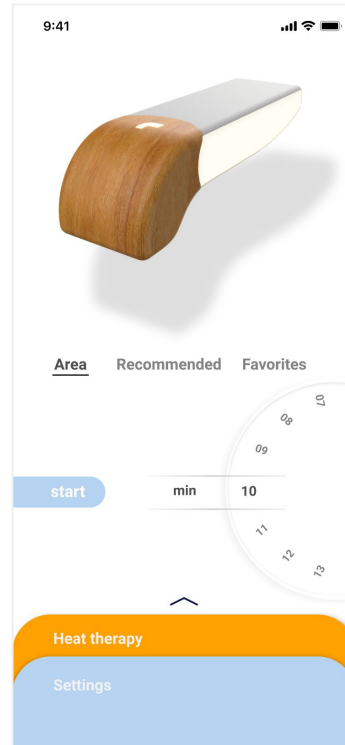 9:41
Area Recommended Favorites
07
08
09
start min 10
11
12
13
Heat therapy
Settings